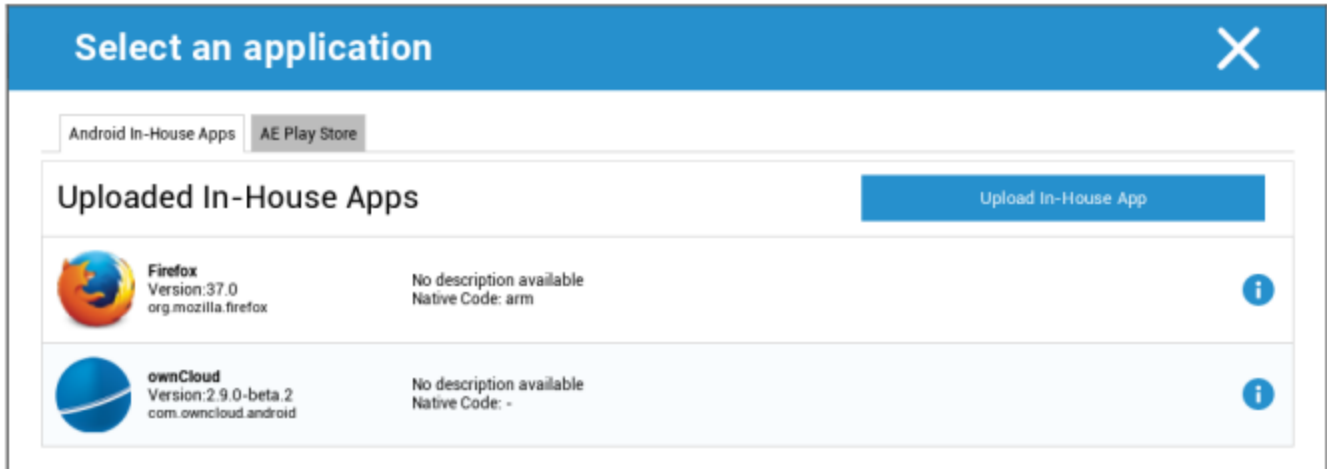 Select an application
Android In-House Apps
AE Play Store
Uploaded In-House Apps
Upload In-House App
Firefox
Version:37.0
org.mozilla.firefox
No description available
Native Code: arm
ownCloud
Version:2.9.0-beta.2
com.owncloud.android
No description available
Native Code: -